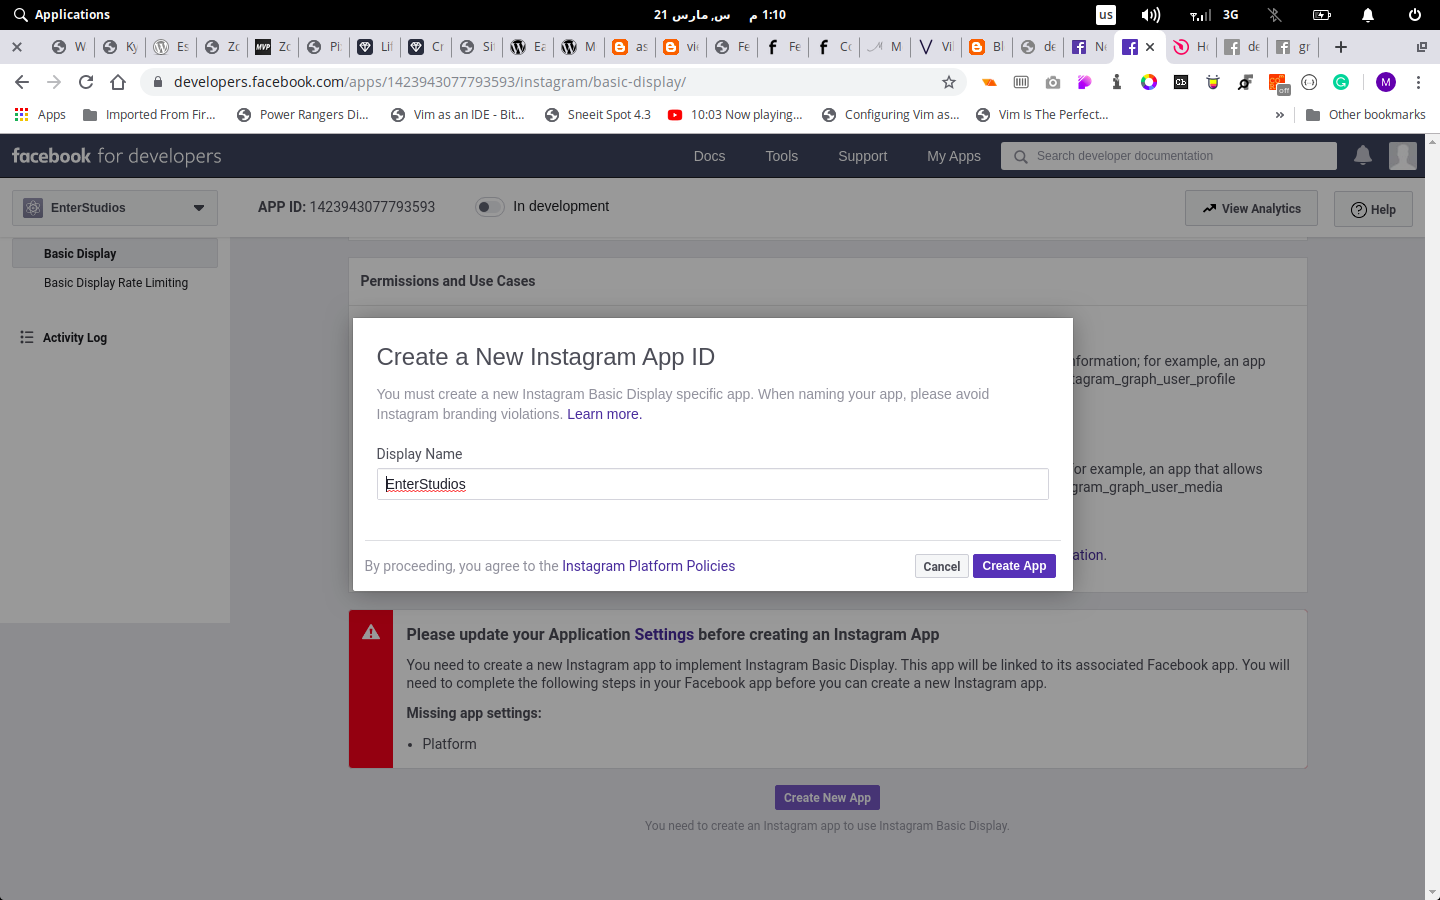 Applications
21 س, مارس 1:10 م
us
3G
W
Ky
Es
Zo
MVP Zo
Pi
Lif
Cr
Sit
Ea
M
as
vi
Fe
Fe
Co
M
Vi
Bl
de
Ne
Ho
de
gr
developers.facebook.com/apps/1423943077793593/instagram/basic-display/
off
M
Apps
Imported From Fir...
Power Rangers Di...
Vim as an IDE - Bit...
Sneeit Spot 4.3
10:03 Now playing...
Configuring Vim as...
Vim Is The Perfect...
»
Other bookmarks
facebook for developers
Docs
Tools
Support
My Apps
Search developer documentation
EnterStudios
APP ID: 1423943077793593
In development
View Analytics
Help
Basic Display
Basic Display Rate Limiting
Activity Log
Permissions and Use Cases
nformation; for example, an app
tagram_graph_user_profile
or example, an app that allows
gram_graph_user_media
ation.
Create a New Instagram App ID
You must create a new Instagram Basic Display specific app. When naming your app, please avoid
Instagram branding violations. Learn more.
Display Name
EnterStudios
By proceeding, you agree to the Instagram Platform Policies
Cancel
Create App
Please update your Application Settings before creating an Instagram App
You need to create a new Instagram app to implement Instagram Basic Display. This app will be linked to its associated Facebook app. You will
need to complete the following steps in your Facebook app before you can create a new Instagram app.
Missing app settings:
• Platform
Create New App
You need to create an Instagram app to use Instagram Basic Display.